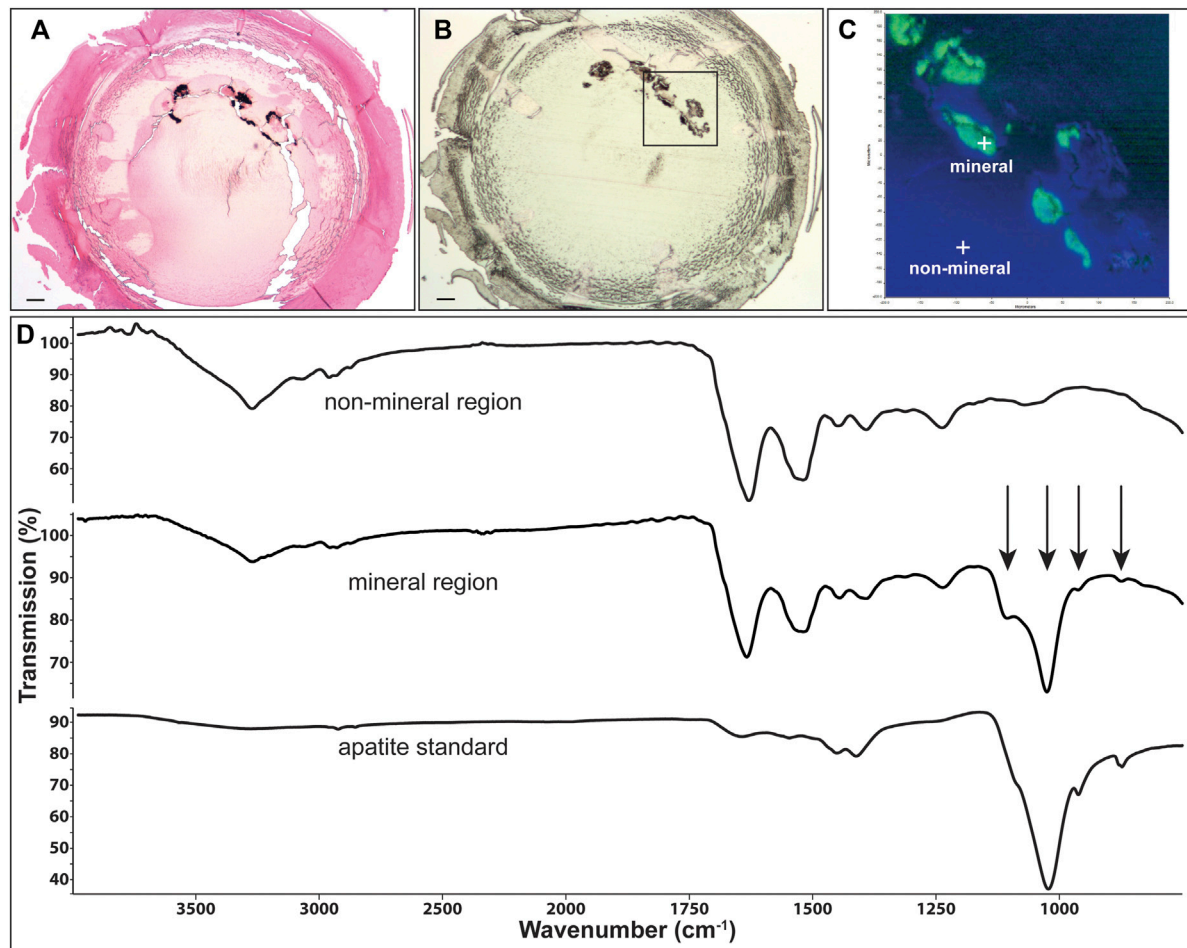 A
B
C
mineral
non-mineral
D
100
90
80
70
60
non-mineral region
100
90
80
70
mineral region
90
80
70
60
50
40
apatite standard
Transmission (%)
3500 3000 2500 2000 1750 1500 1250 1000
Wavenumber (cm⁻¹)